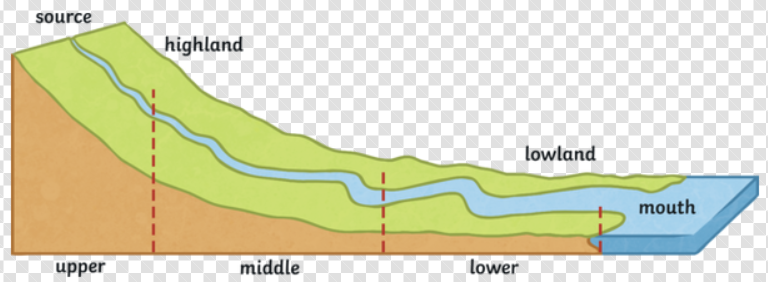 source
highland
lowland
mouth
upper
middle
lower